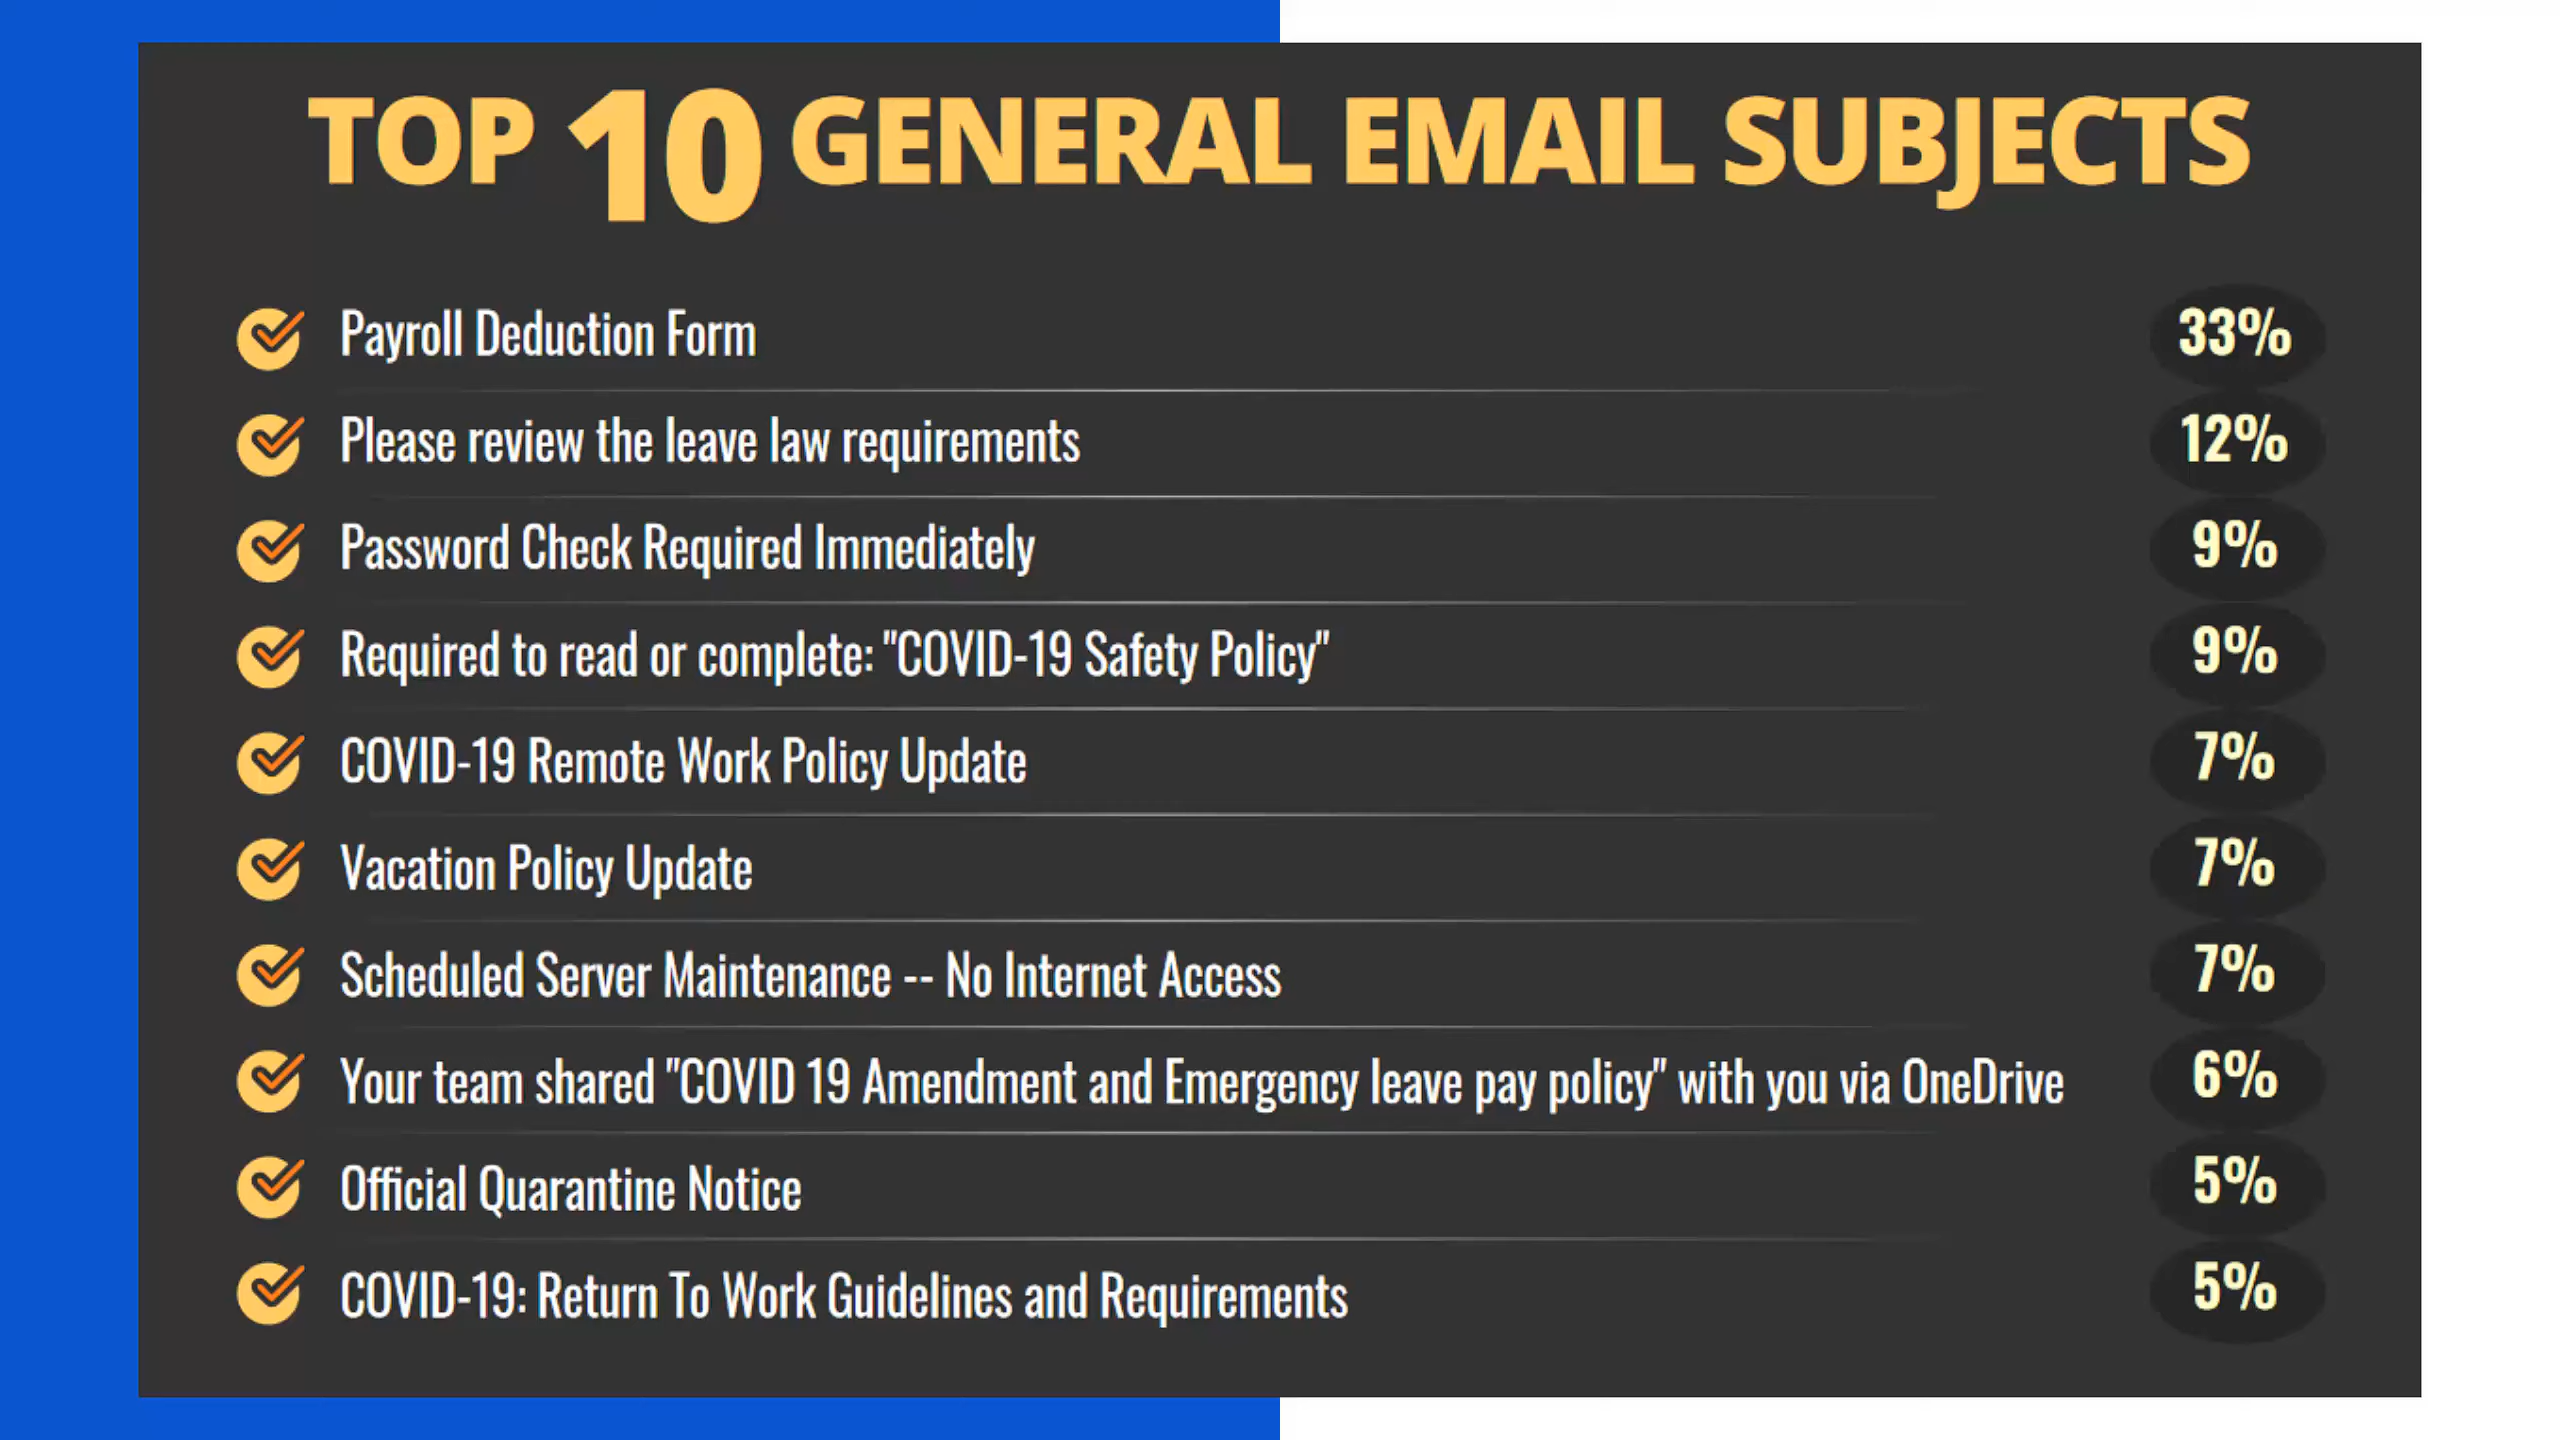 TOP 10 GENERAL EMAIL SUBJECTS
Payroll Deduction Form 33%
Please review the leave law requirements 12%
Password Check Required Immediately 9%
Required to read or complete: "COVID-19 Safety Policy" 9%
COVID-19 Remote Work Policy Update 7%
Vacation Policy Update 7%
Scheduled Server Maintenance -- No Internet Access 7%
Your team shared "COVID 19 Amendment and Emergency leave pay policy" with you via OneDrive 6%
Official Quarantine Notice 5%
COVID-19: Return To Work Guidelines and Requirements 5%